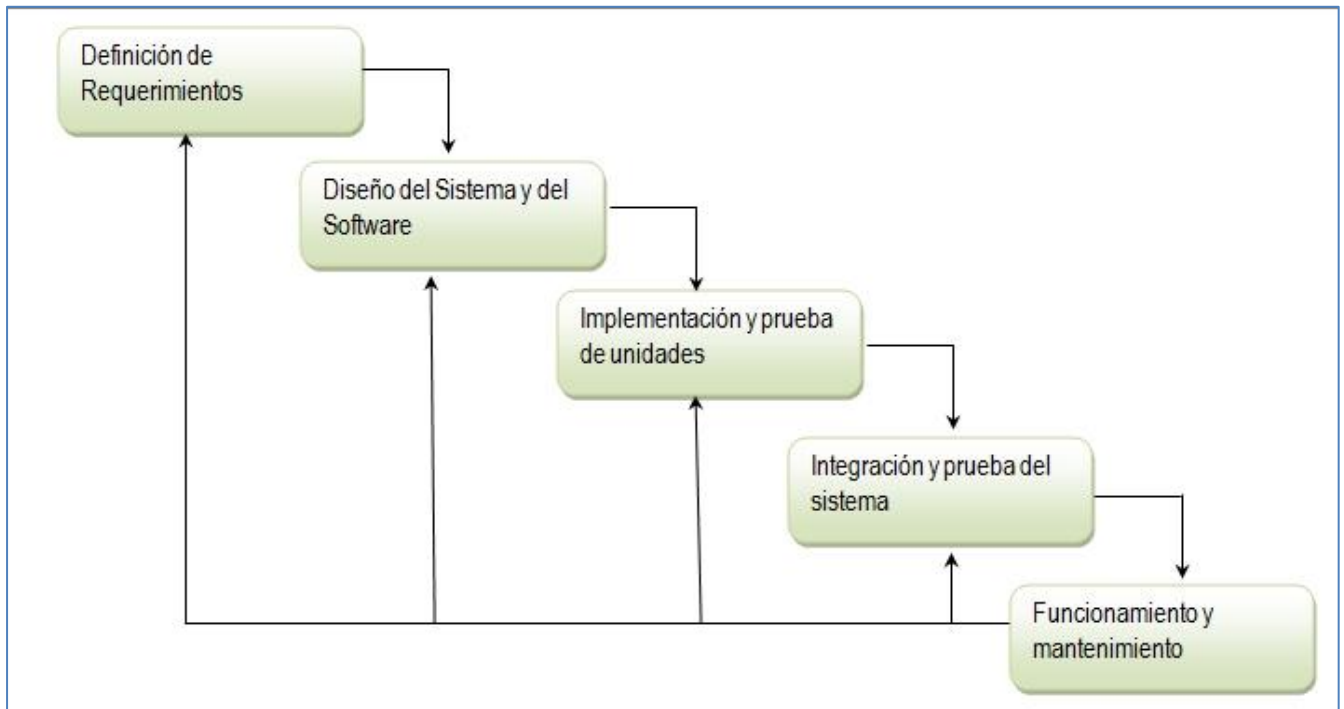 Definición de
Requerimientos
Diseño del Sistema y del
Software
Implementación y prueba
de unidades
Integración y prueba del
sistema
Funcionamiento y
mantenimiento